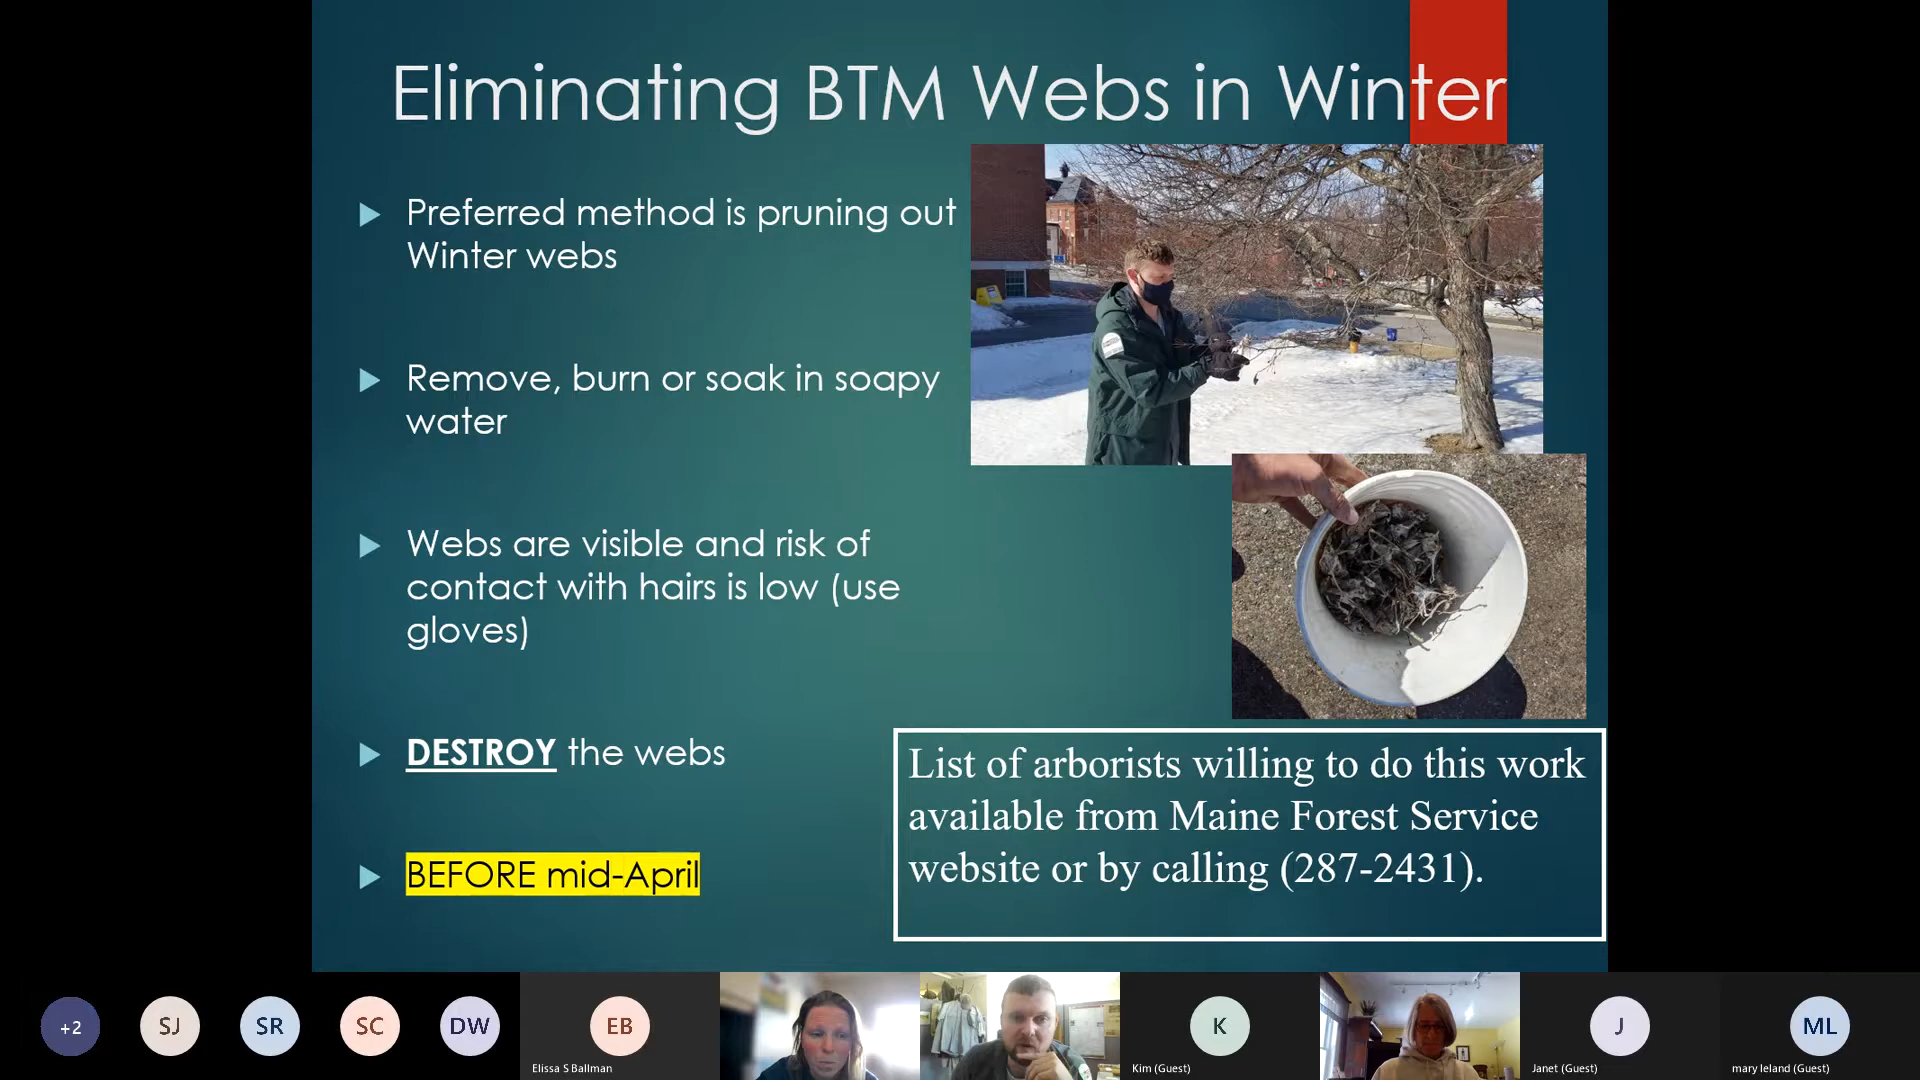 Eliminating BTM Webs in Winter
Preferred method is pruning out
Winter webs
Remove, burn or soak in soapy
water
Webs are visible and risk of
contact with hairs is low (use
gloves)
DESTROY the webs
BEFORE mid-April
List of arborists willing to do this work
available from Maine Forest Service
website or by calling (287-2431).
+2
SJ
SR
SC
DW
EB
Elissa S Ballman
K
Kim (Guest)
J
Janet (Guest)
ML
mary leland (Guest)